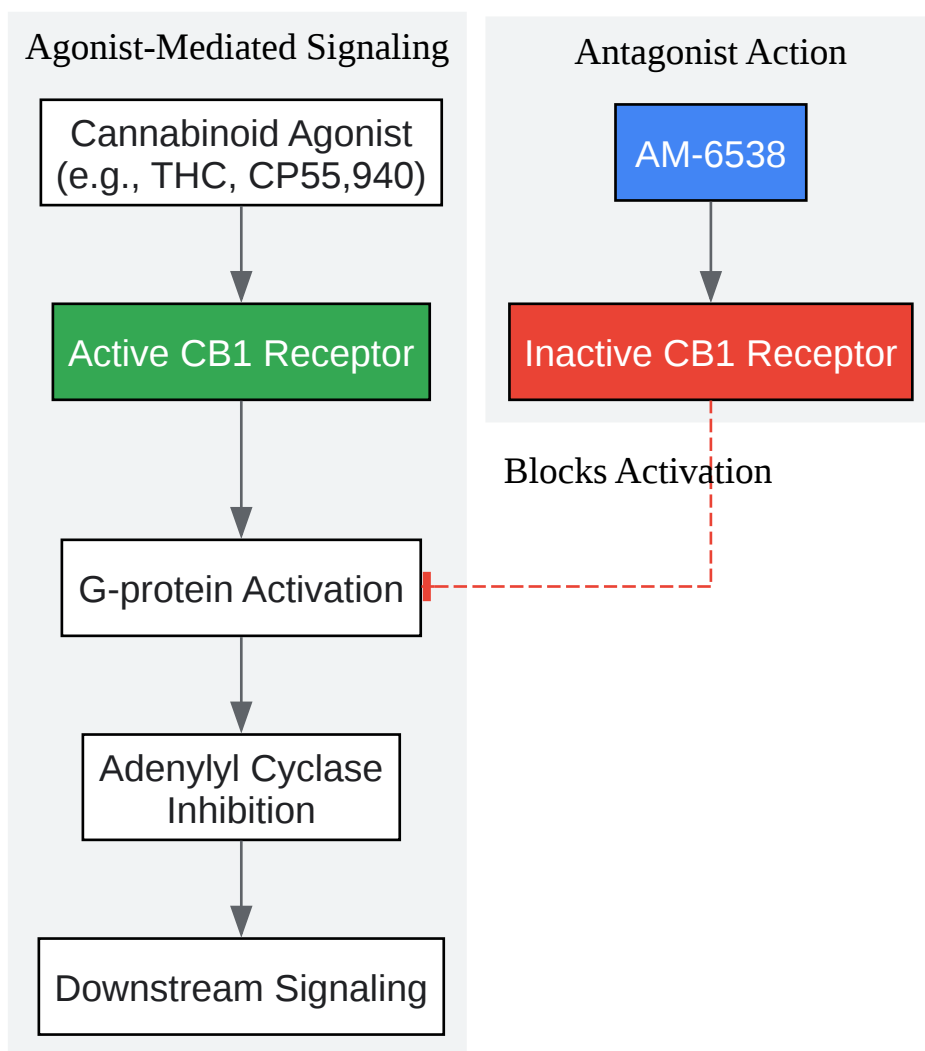 Agonist-Mediated Signaling
Cannabinoid Agonist
(e.g., THC, CP55,940)
Active CB1 Receptor
G-protein Activation
Adenylyl Cyclase
Inhibition
Downstream Signaling
Antagonist Action
AM-6538
Inactive CB1 Receptor
Blocks Activation